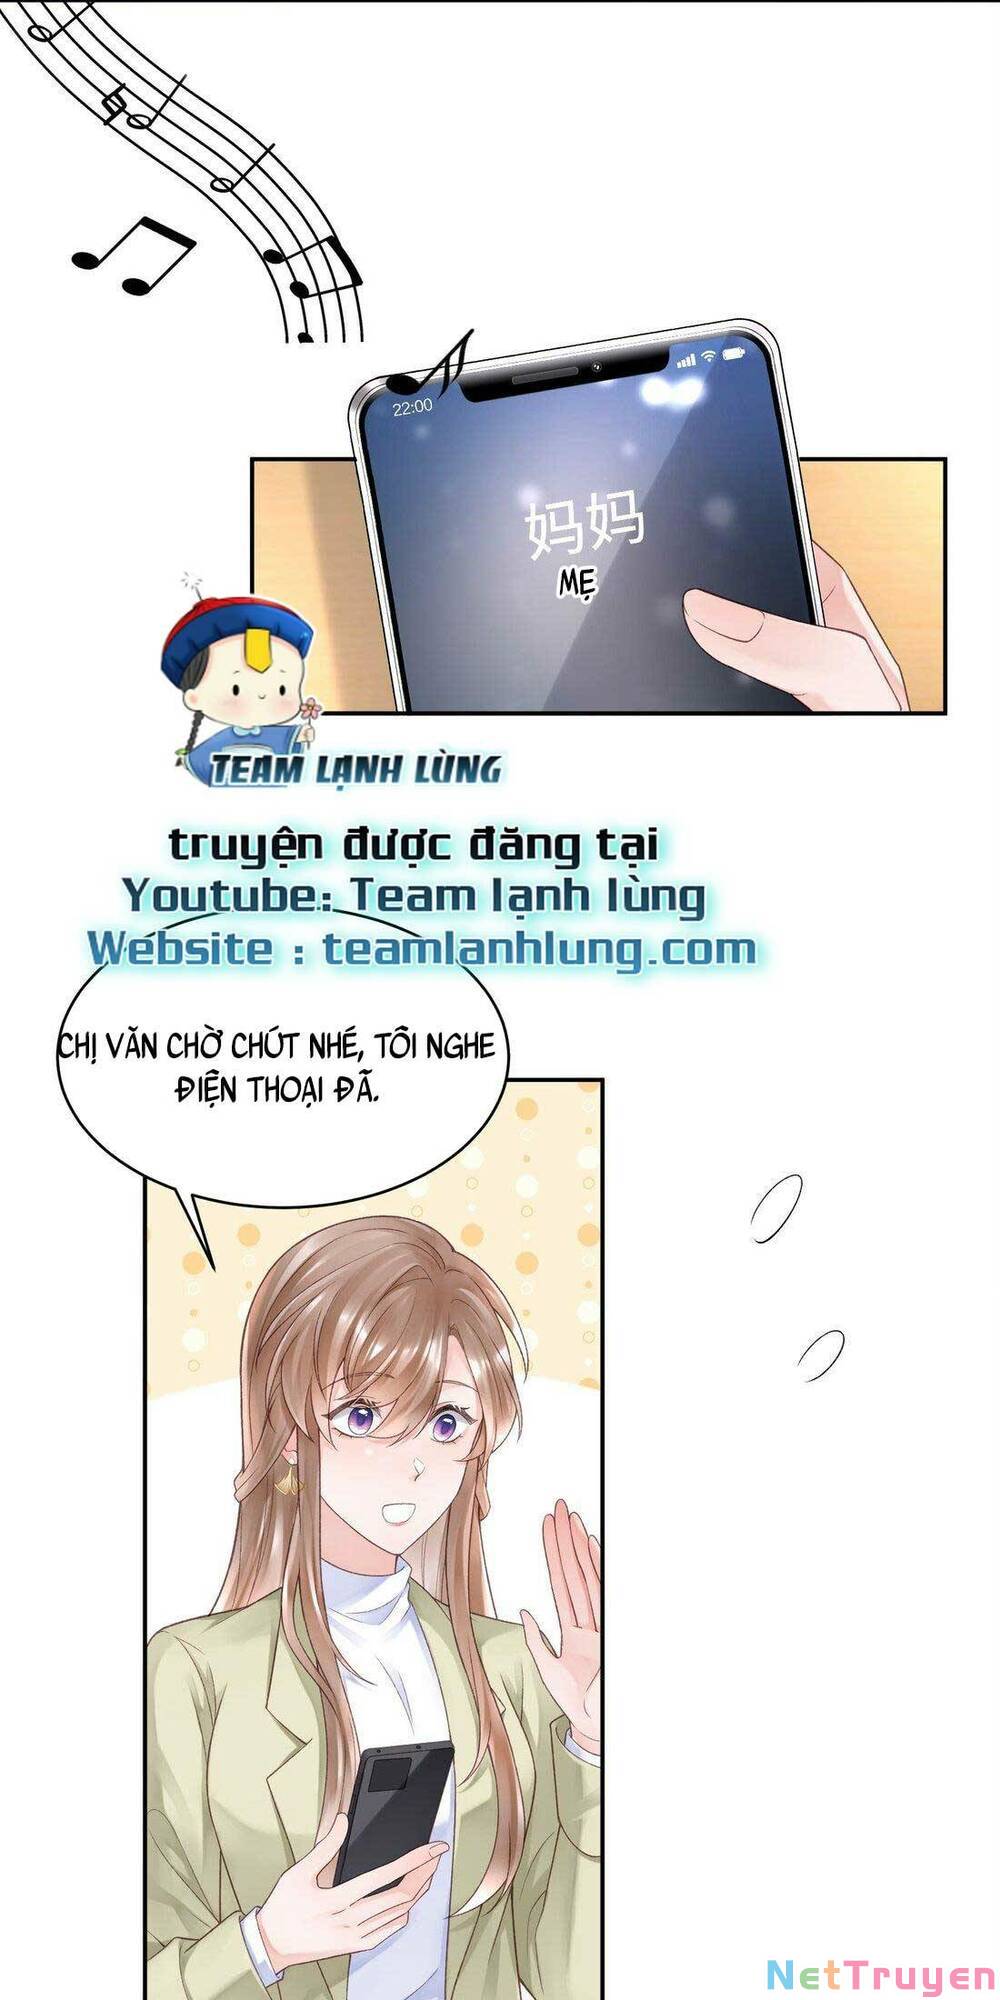 22:00
妈妈
MẸ
TEAM LẠNH LÙNG
truyện được đăng tại
Youtube: Team lạnh lùng
Website : teamlanhlung.com
CHỊ VĂN CHỜ CHÚT NHÉ, TÔI NGHE
ĐIỆN THOẠI ĐÃ.
NetTruyen